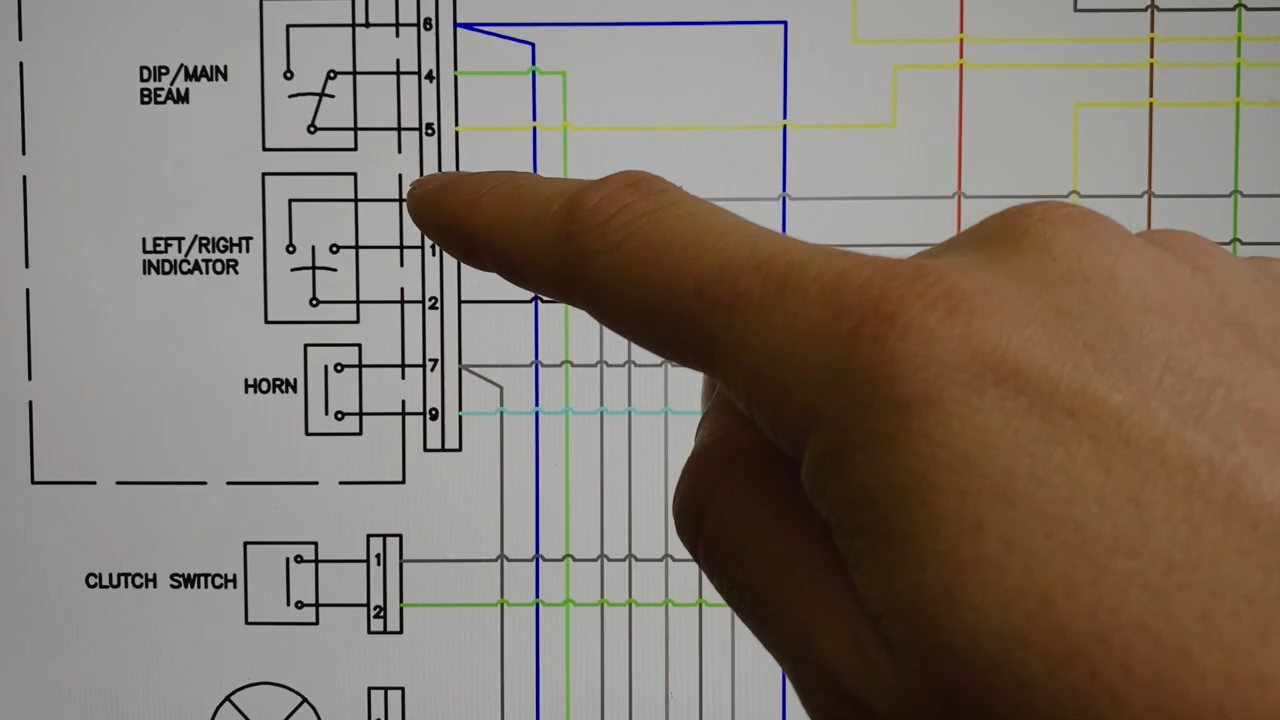 6
DIP/MAIN
BEAM
4
5
LEFT/RIGHT
INDICATOR
1
2
HORN
7
9
CLUTCH SWITCH
1
2